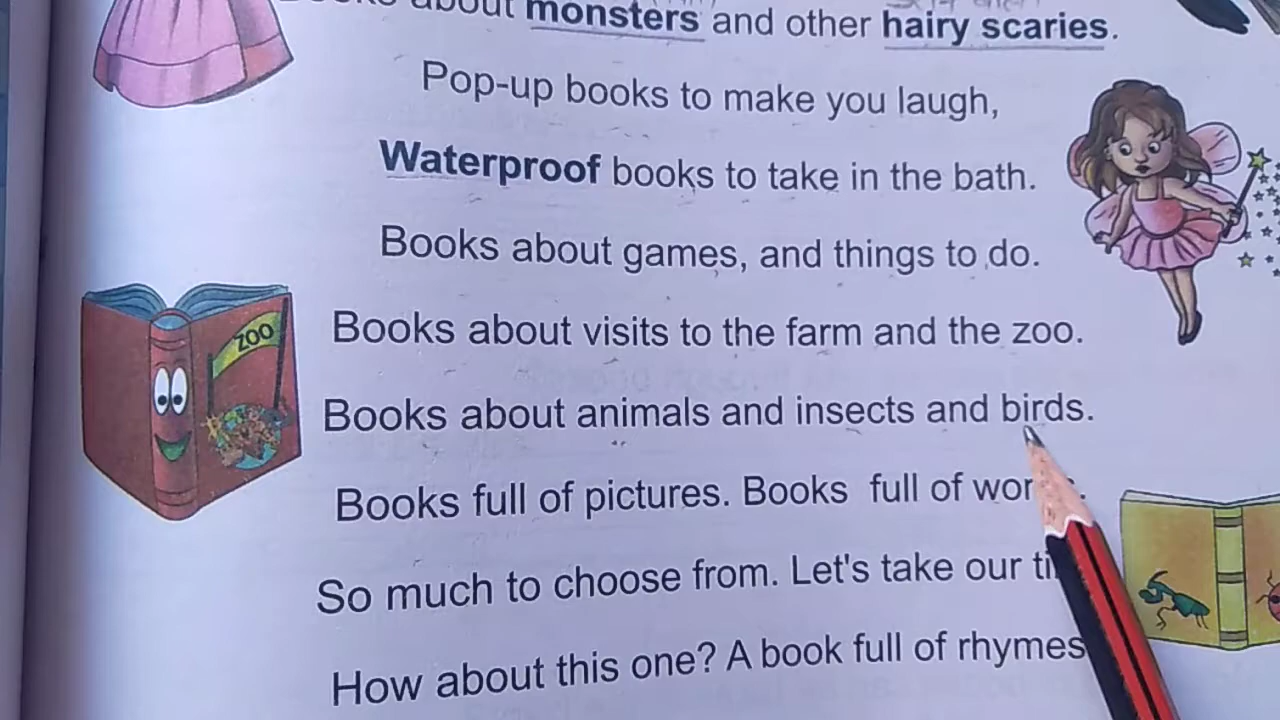 about monsters and other hairy scaries.
Pop-up books to make you laugh,
Waterproof books to take in the bath.
Books about games, and things to do.
Books about visits to the farm and the zoo.
ZOO
Books about animals and insects and birds.
Books full of pictures. Books full of
So much to choose from. Let's take our
How about this one? A book full of rhymes